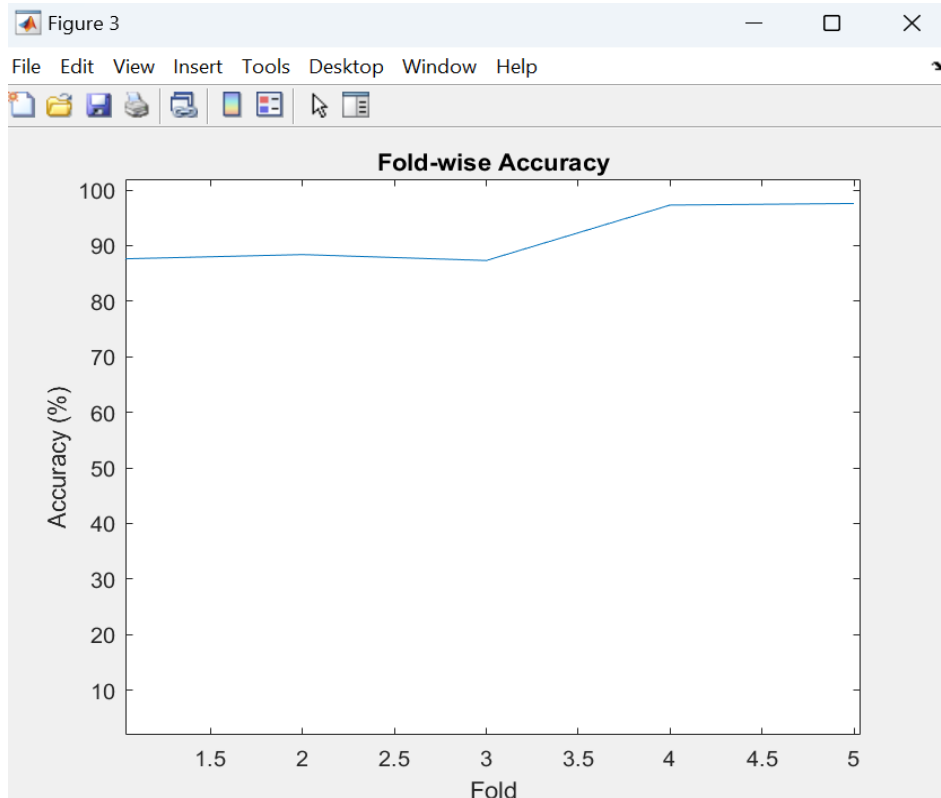 Figure 3
File Edit View Insert Tools Desktop Window Help
Fold-wise Accuracy
100
90
80
70
60
50
40
30
20
10
Accuracy (%)
1.5 2 2.5 3 3.5 4 4.5 5
Fold